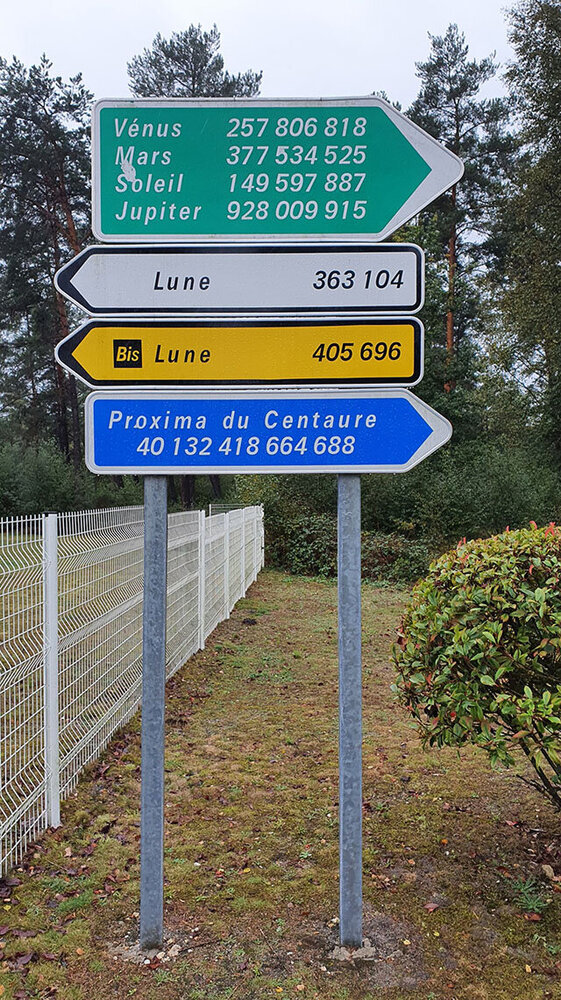 Vénus 257 806 818
Mars 377 534 525
Soleil 149 597 887
Jupiter 928 009 915
Lune 363 104
Bis Lune 405 696
Proxima du Centaure
40 132 418 664 688